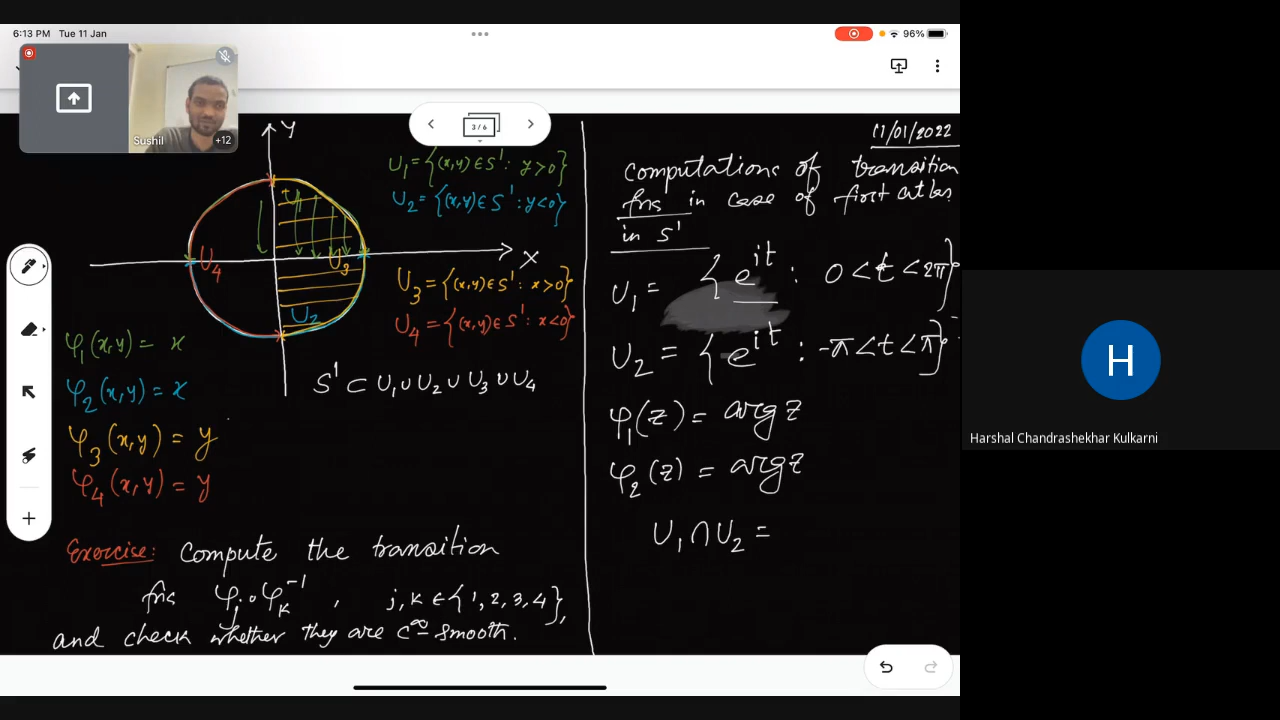 6:13 PM Tue 11 Jan
96%
Sushil
+12
3 / 6
Y
X
U₁
U₃
U₄
U₂
U₁ = {(x,y) ∈ S¹ : y>0}
U₂ = {(x,y) ∈ S¹ : y<0}
U₃ = {(x,y) ∈ S¹ : x>0}
U₄ = {(x,y) ∈ S¹ : x<0}
φ₁(x,y) = x
φ₂(x,y) = x
φ₃(x,y) = y
φ₄(x,y) = y
S¹ ⊂ U₁ ∪ U₂ ∪ U₃ ∪ U₄
Exercise: Compute the transition
fns φⱼ∘φₖ⁻¹ , j, k ∈ {1, 2, 3, 4},
and check whether they are C^∞-smooth.
11/01/2022
Computations of transition
fns in case of first atlas
in S¹
U₁ = {e^{it} : 0 < t < 2π}
U₂ = {e^{it} : -π < t < π}
φ₁(z) = arg z
φ₂(z) = arg z
U₁ ∩ U₂ =
H
Harshal Chandrashekhar Kulkarni